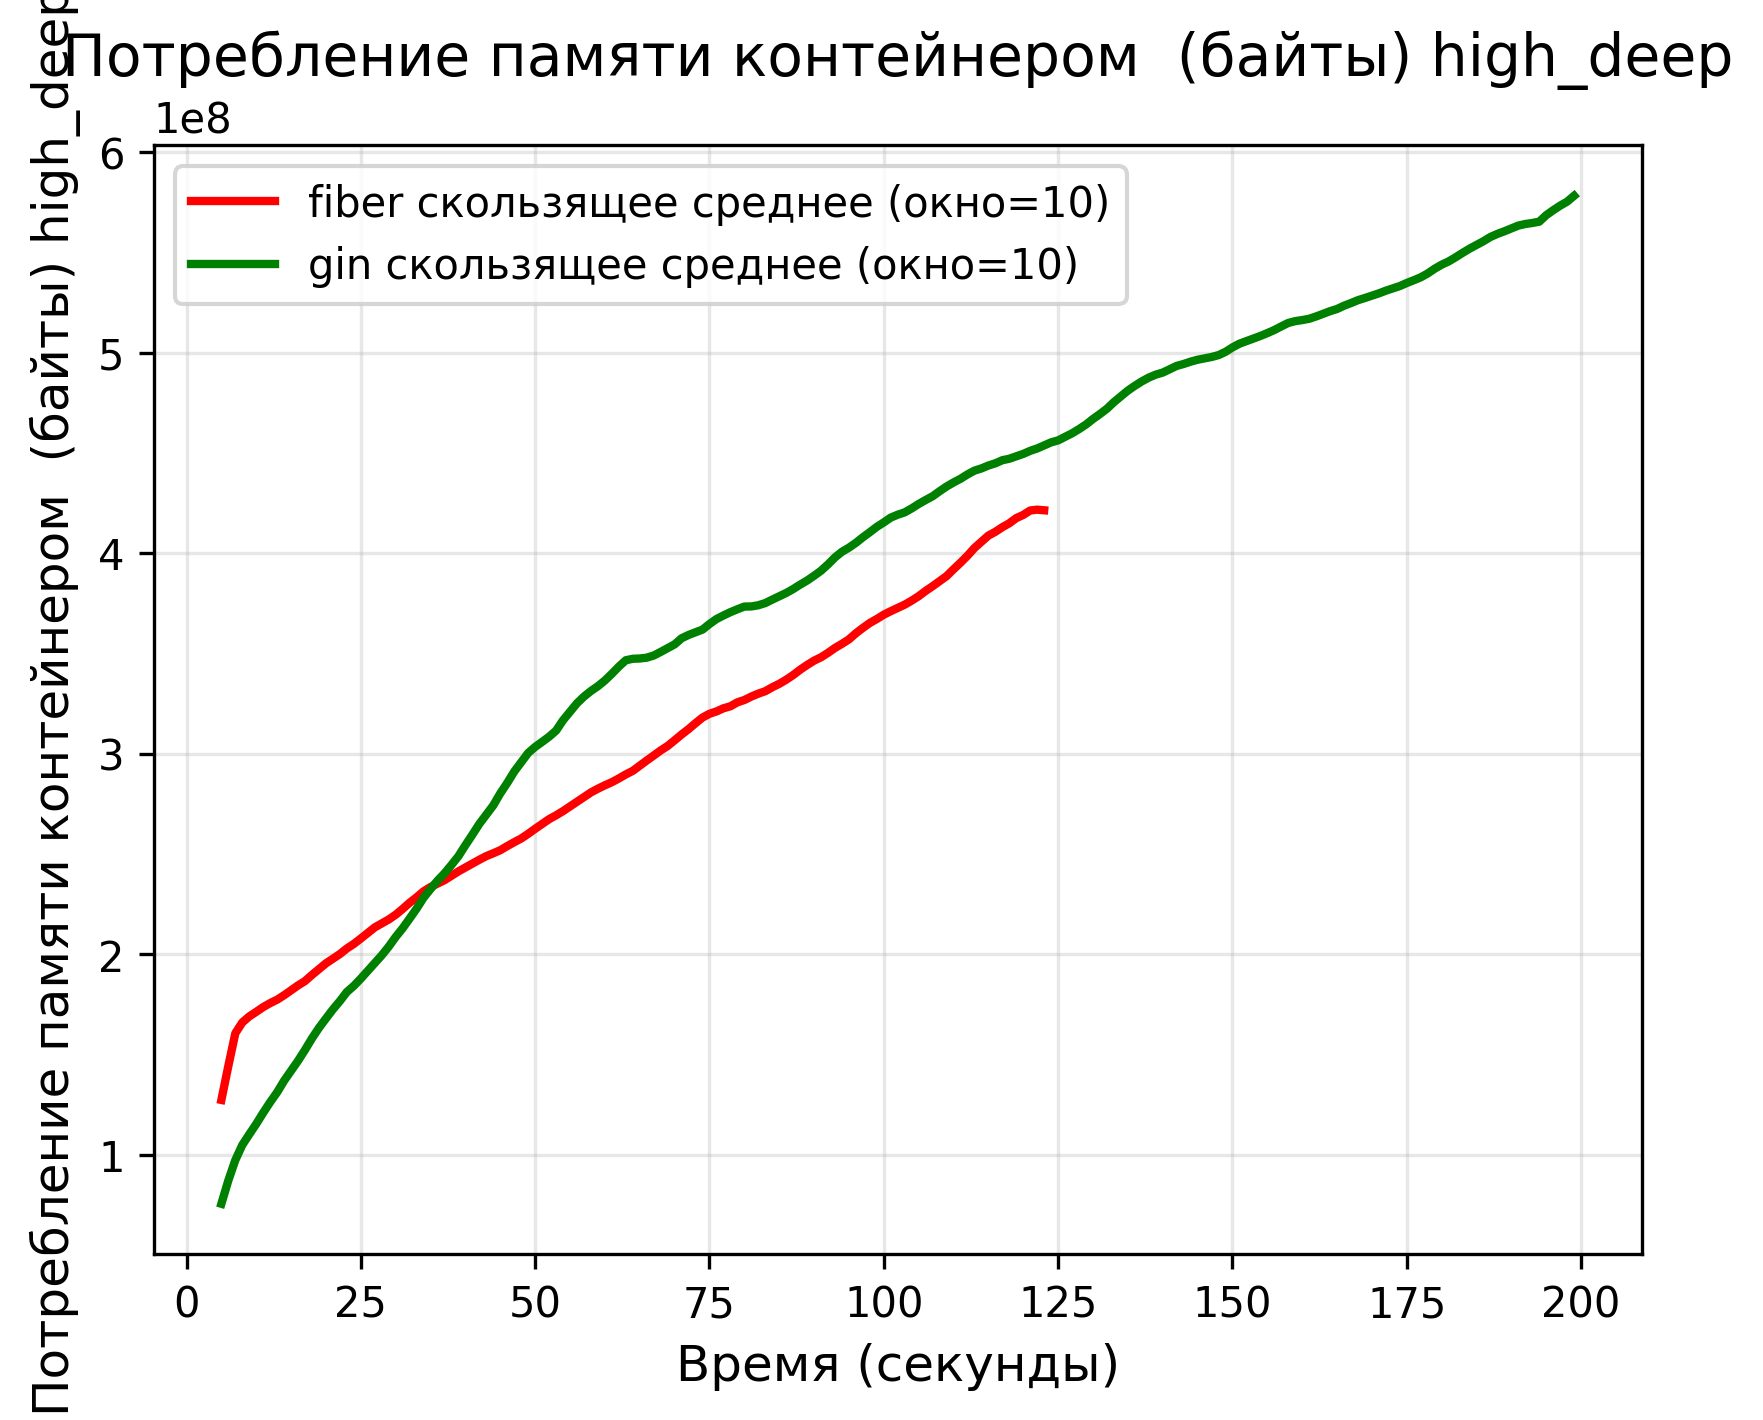 Потребление памяти контейнером  (байты) high_deep
1e8
6
5
4
3
2
1
fiber скользящее среднее (окно=10)
gin скользящее среднее (окно=10)
Потребление памяти контейнером  (байты) high_deep
0 25 50 75 100 125 150 175 200
Время (секунды)